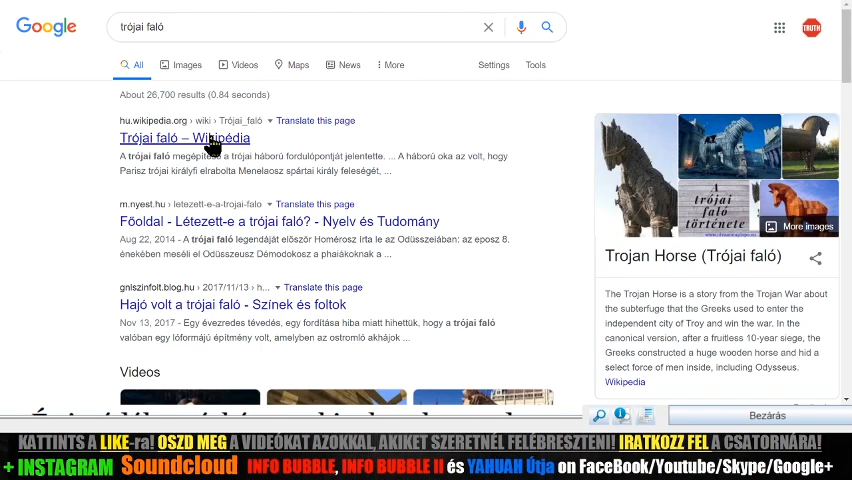 Google
trójai faló
TRUTH
All Images Videos Maps News More Settings Tools
About 26,700 results (0.84 seconds)
hu.wikipedia.org › wiki › Trójai_faló ▾ Translate this page
Trójai faló – Wikipédia
A trójai faló megépítése a trójai háború fordulópontját jelentette. ... A háború oka az volt, hogy
Parisz trójai királyfi elrabolta Menelaosz spártai király feleségét, ...
m.nyest.hu › letezett-e-a-trojai-falo ▾ Translate this page
Főoldal - Létezett-e a trójai faló? - Nyelv és Tudomány
Aug 22, 2014 - A trójai faló legendáját először Homérosz írta le az Odüsszeiában: az eposz 8.
énekében meséli el Odüsszeusz Démodokosz a phaiákoknak a ...
gnlszinfolt.blog.hu › 2017/11/13 › h... ▾ Translate this page
Hajó volt a trójai faló - Színek és foltok
Nov 13, 2017 - Egy évezredes tévedés, egy fordítása hiba miatt hihettük, hogy a trójai faló
valóban egy lóformájú építmény volt, amelyben az ostromló akhájok ...
Videos
A
trójai
faló
története
More images
Trojan Horse (Trójai faló)
The Trojan Horse is a story from the Trojan War about
the subterfuge that the Greeks used to enter the
independent city of Troy and win the war. In the
canonical version, after a fruitless 10-year siege, the
Greeks constructed a huge wooden horse and hid a
select force of men inside, including Odysseus.
Wikipedia
Bezárás
KATTINTS A LIKE-ra! OSZD MEG A VIDEÓKAT AZOKKAL, AKIKET SZERETNÉL FELÉBRESZTENI! IRATKOZZ FEL A CSATORNÁRA!
+ INSTAGRAM Soundcloud INFO BUBBLE, INFO BUBBLE II és YAHUAH Útja on FaceBook/Youtube/Skype/Google+